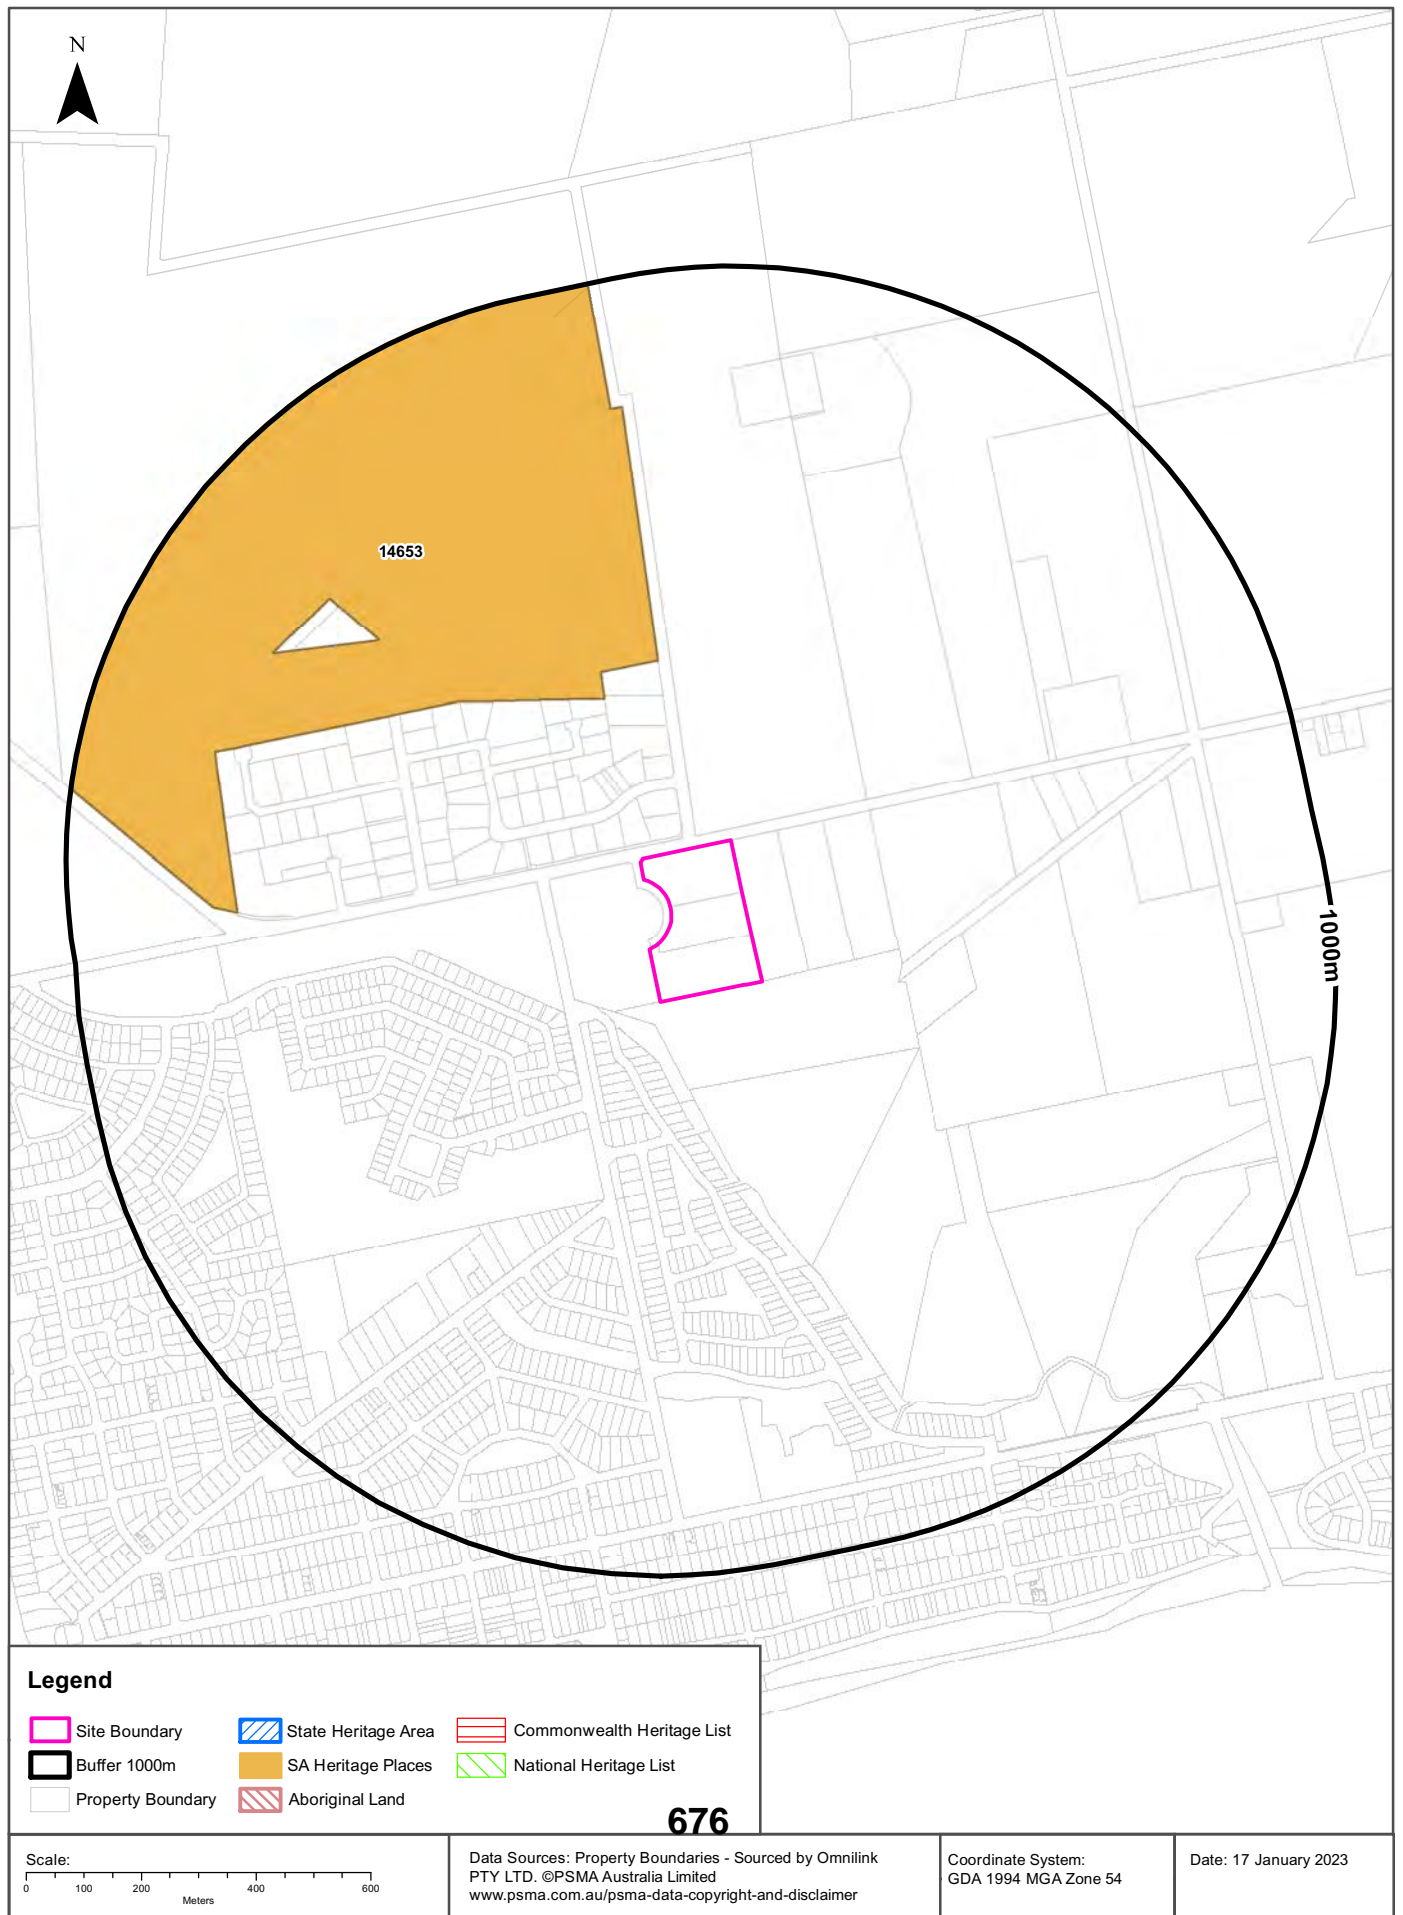 N
14653
1000m
Legend
Site Boundary
State Heritage Area
Commonwealth Heritage List
Buffer 1000m
SA Heritage Places
National Heritage List
Property Boundary
Aboriginal Land
676
Scale:
0 100 200 400 600
Meters
Data Sources: Property Boundaries - Sourced by Omnilink
PTY LTD. ©PSMA Australia Limited
www.psma.com.au/psma-data-copyright-and-disclaimer
Coordinate System:
GDA 1994 MGA Zone 54
Date: 17 January 2023